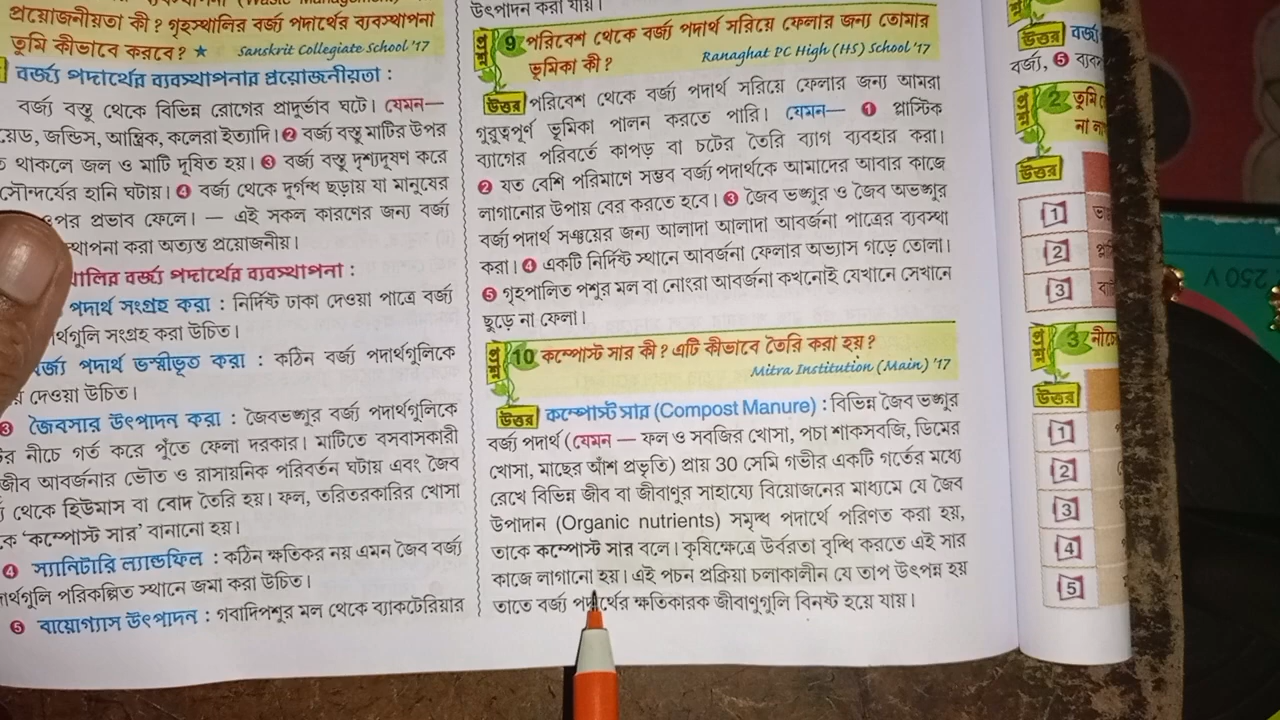 প্রয়োজনীয়তা কী? গৃহস্থালির বর্জ্য পদার্থের ব্যবস্থাপনা
তুমি কীভাবে করবে? ★ Sanskrit Collegiate School '17
বর্জ্য পদার্থের ব্যবস্থাপনার প্রয়োজনীয়তা :
বর্জ্য বস্তু থেকে বিভিন্ন রোগের প্রাদুর্ভাব ঘটে। যেমন—
জন্ডিস, আন্ত্রিক, কলেরা ইত্যাদি। ❷ বর্জ্য বস্তু মাটির উপর
থাকলে জল ও মাটি দূষিত হয়। ❸ বর্জ্য বস্তু দৃশ্যদূষণ করে
সৌন্দর্যের হানি ঘটায়। ❹ বর্জ্য থেকে দুর্গন্ধ ছড়ায় যা মানুষের
প্রভাব ফেলে। — এই সকল কারণের জন্য বর্জ্য
করা অত্যন্ত প্রয়োজনীয়।
বর্জ্য পদার্থের ব্যবস্থাপনা :
পদার্থ সংগ্রহ করা : নির্দিষ্ট ঢাকা দেওয়া পাত্রে বর্জ্য
সংগ্রহ করা উচিত।
পদার্থ ভস্মীভূত করা : কঠিন বর্জ্য পদার্থগুলিকে
দেওয়া উচিত।
❸ জৈবসার উৎপাদন করা : জৈবভঙ্গুর বর্জ্য পদার্থগুলিকে
নীচে গর্ত করে পুঁতে ফেলা দরকার। মাটিতে বসবাসকারী
আবর্জনার ভৌত ও রাসায়নিক পরিবর্তন ঘটায় এবং জৈব
থেকে হিউমাস বা বোদ তৈরি হয়। ফল, তরিতরকারির খোসা
'কম্পোস্ট সার' বানানো হয়।
❹ স্যানিটারি ল্যান্ডফিল : কঠিন ক্ষতিকর নয় এমন জৈব বর্জ্য
পরিকল্পিত স্থানে জমা করা উচিত।
❺ বায়োগ্যাস উৎপাদন : গবাদিপশুর মল থেকে ব্যাকটেরিয়ার
উৎপাদন করা যায়।
প্রশ্ন 9 পরিবেশ থেকে বর্জ্য পদার্থ সরিয়ে ফেলার জন্য তোমার
ভূমিকা কী? Ranaghat PC High (HS) School '17
উত্তর পরিবেশ থেকে বর্জ্য পদার্থ সরিয়ে ফেলার জন্য আমরা
গুরুত্বপূর্ণ ভূমিকা পালন করতে পারি। যেমন— ❶ প্লাস্টিক
ব্যাগের পরিবর্তে কাপড় বা চটের তৈরি ব্যাগ ব্যবহার করা।
❷ যত বেশি পরিমাণে সম্ভব বর্জ্য পদার্থকে আমাদের আবার কাজে
লাগানোর উপায় বের করতে হবে। ❸ জৈব ভঙ্গুর ও জৈব অভঙ্গুর
বর্জ্য পদার্থ সঞ্চয়ের জন্য আলাদা আলাদা আবর্জনা পাত্রের ব্যবস্থা
করা। ❹ একটি নির্দিষ্ট স্থানে আবর্জনা ফেলার অভ্যাস গড়ে তোলা।
❺ গৃহপালিত পশুর মল বা নোংরা আবর্জনা কখনোই যেখানে সেখানে
ছুড়ে না ফেলা।
প্রশ্ন 10 কম্পোস্ট সার কী? এটি কীভাবে তৈরি করা হয়?
Mitra Institution (Main) '17
উত্তর কম্পোস্ট সার (Compost Manure) : বিভিন্ন জৈব ভঙ্গুর
বর্জ্য পদার্থ (যেমন — ফল ও সবজির খোসা, পচা শাকসবজি, ডিমের
খোসা, মাছের আঁশ প্রভৃতি) প্রায় 30 সেমি গভীর একটি গর্তের মধ্যে
রেখে বিভিন্ন জীব বা জীবাণুর সাহায্যে বিয়োজনের মাধ্যমে যে জৈব
উপাদান (Organic nutrients) সমৃদ্ধ পদার্থে পরিণত করা হয়,
তাকে কম্পোস্ট সার বলে। কৃষিক্ষেত্রে উর্বরতা বৃদ্ধি করতে এই সার
কাজে লাগানো হয়। এই পচন প্রক্রিয়া চলাকালীন যে তাপ উৎপন্ন হয়
তাতে বর্জ্য পদার্থের ক্ষতিকারক জীবাণুগুলি বিনষ্ট হয়ে যায়।
উত্তর বর্জ্য
বর্জ্য, ❺
প্রশ্ন 2 তুমি
উত্তর
1
2
3
প্রশ্ন 3 নীচে
উত্তর
1
2
3
4
5
250 V